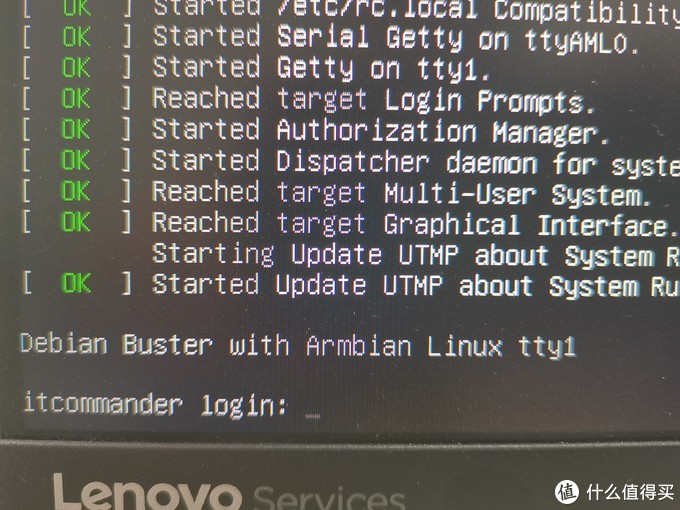 [ OK ] Started /etc/rc.local Compatibility
[ OK ] Started Serial Getty on ttyAML0.
[ OK ] Started Getty on tty1.
[ OK ] Reached target Login Prompts.
[ OK ] Started Authorization Manager.
[ OK ] Started Dispatcher daemon for syste
[ OK ] Reached target Multi-User System.
[ OK ] Reached target Graphical Interface.
Starting Update UTMP about System R
[ OK ] Started Update UTMP about System Ru
Debian Buster with Armbian Linux tty1
itcommander login: _
Lenovo Services
值 什么值得买